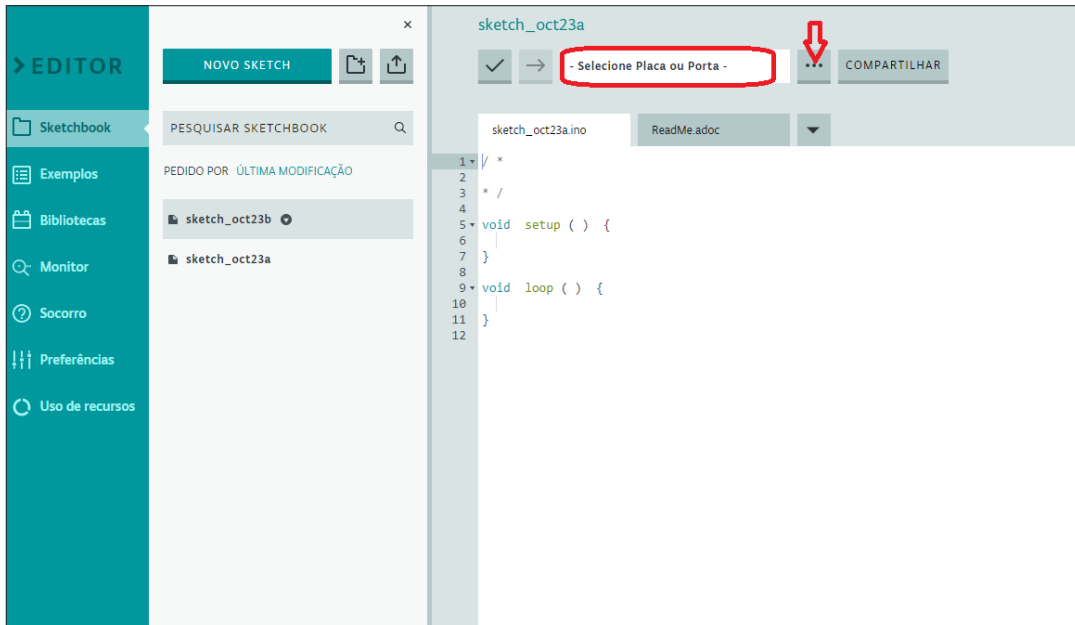 >EDITOR
Sketchbook
Exemplos
Bibliotecas
Monitor
Socorro
Preferências
Uso de recursos
×
NOVO SKETCH
PESQUISAR SKETCHBOOK
PEDIDO POR ÚLTIMA MODIFICAÇÃO
sketch_oct23b
sketch_oct23a
sketch_oct23a
- Selecione Placa ou Porta -
...
COMPARTILHAR
sketch_oct23a.ino
ReadMe.adoc
1 / *
2
3 * /
4
5 void setup ( ) {
6
7 }
8
9 void loop ( ) {
10
11 }
12